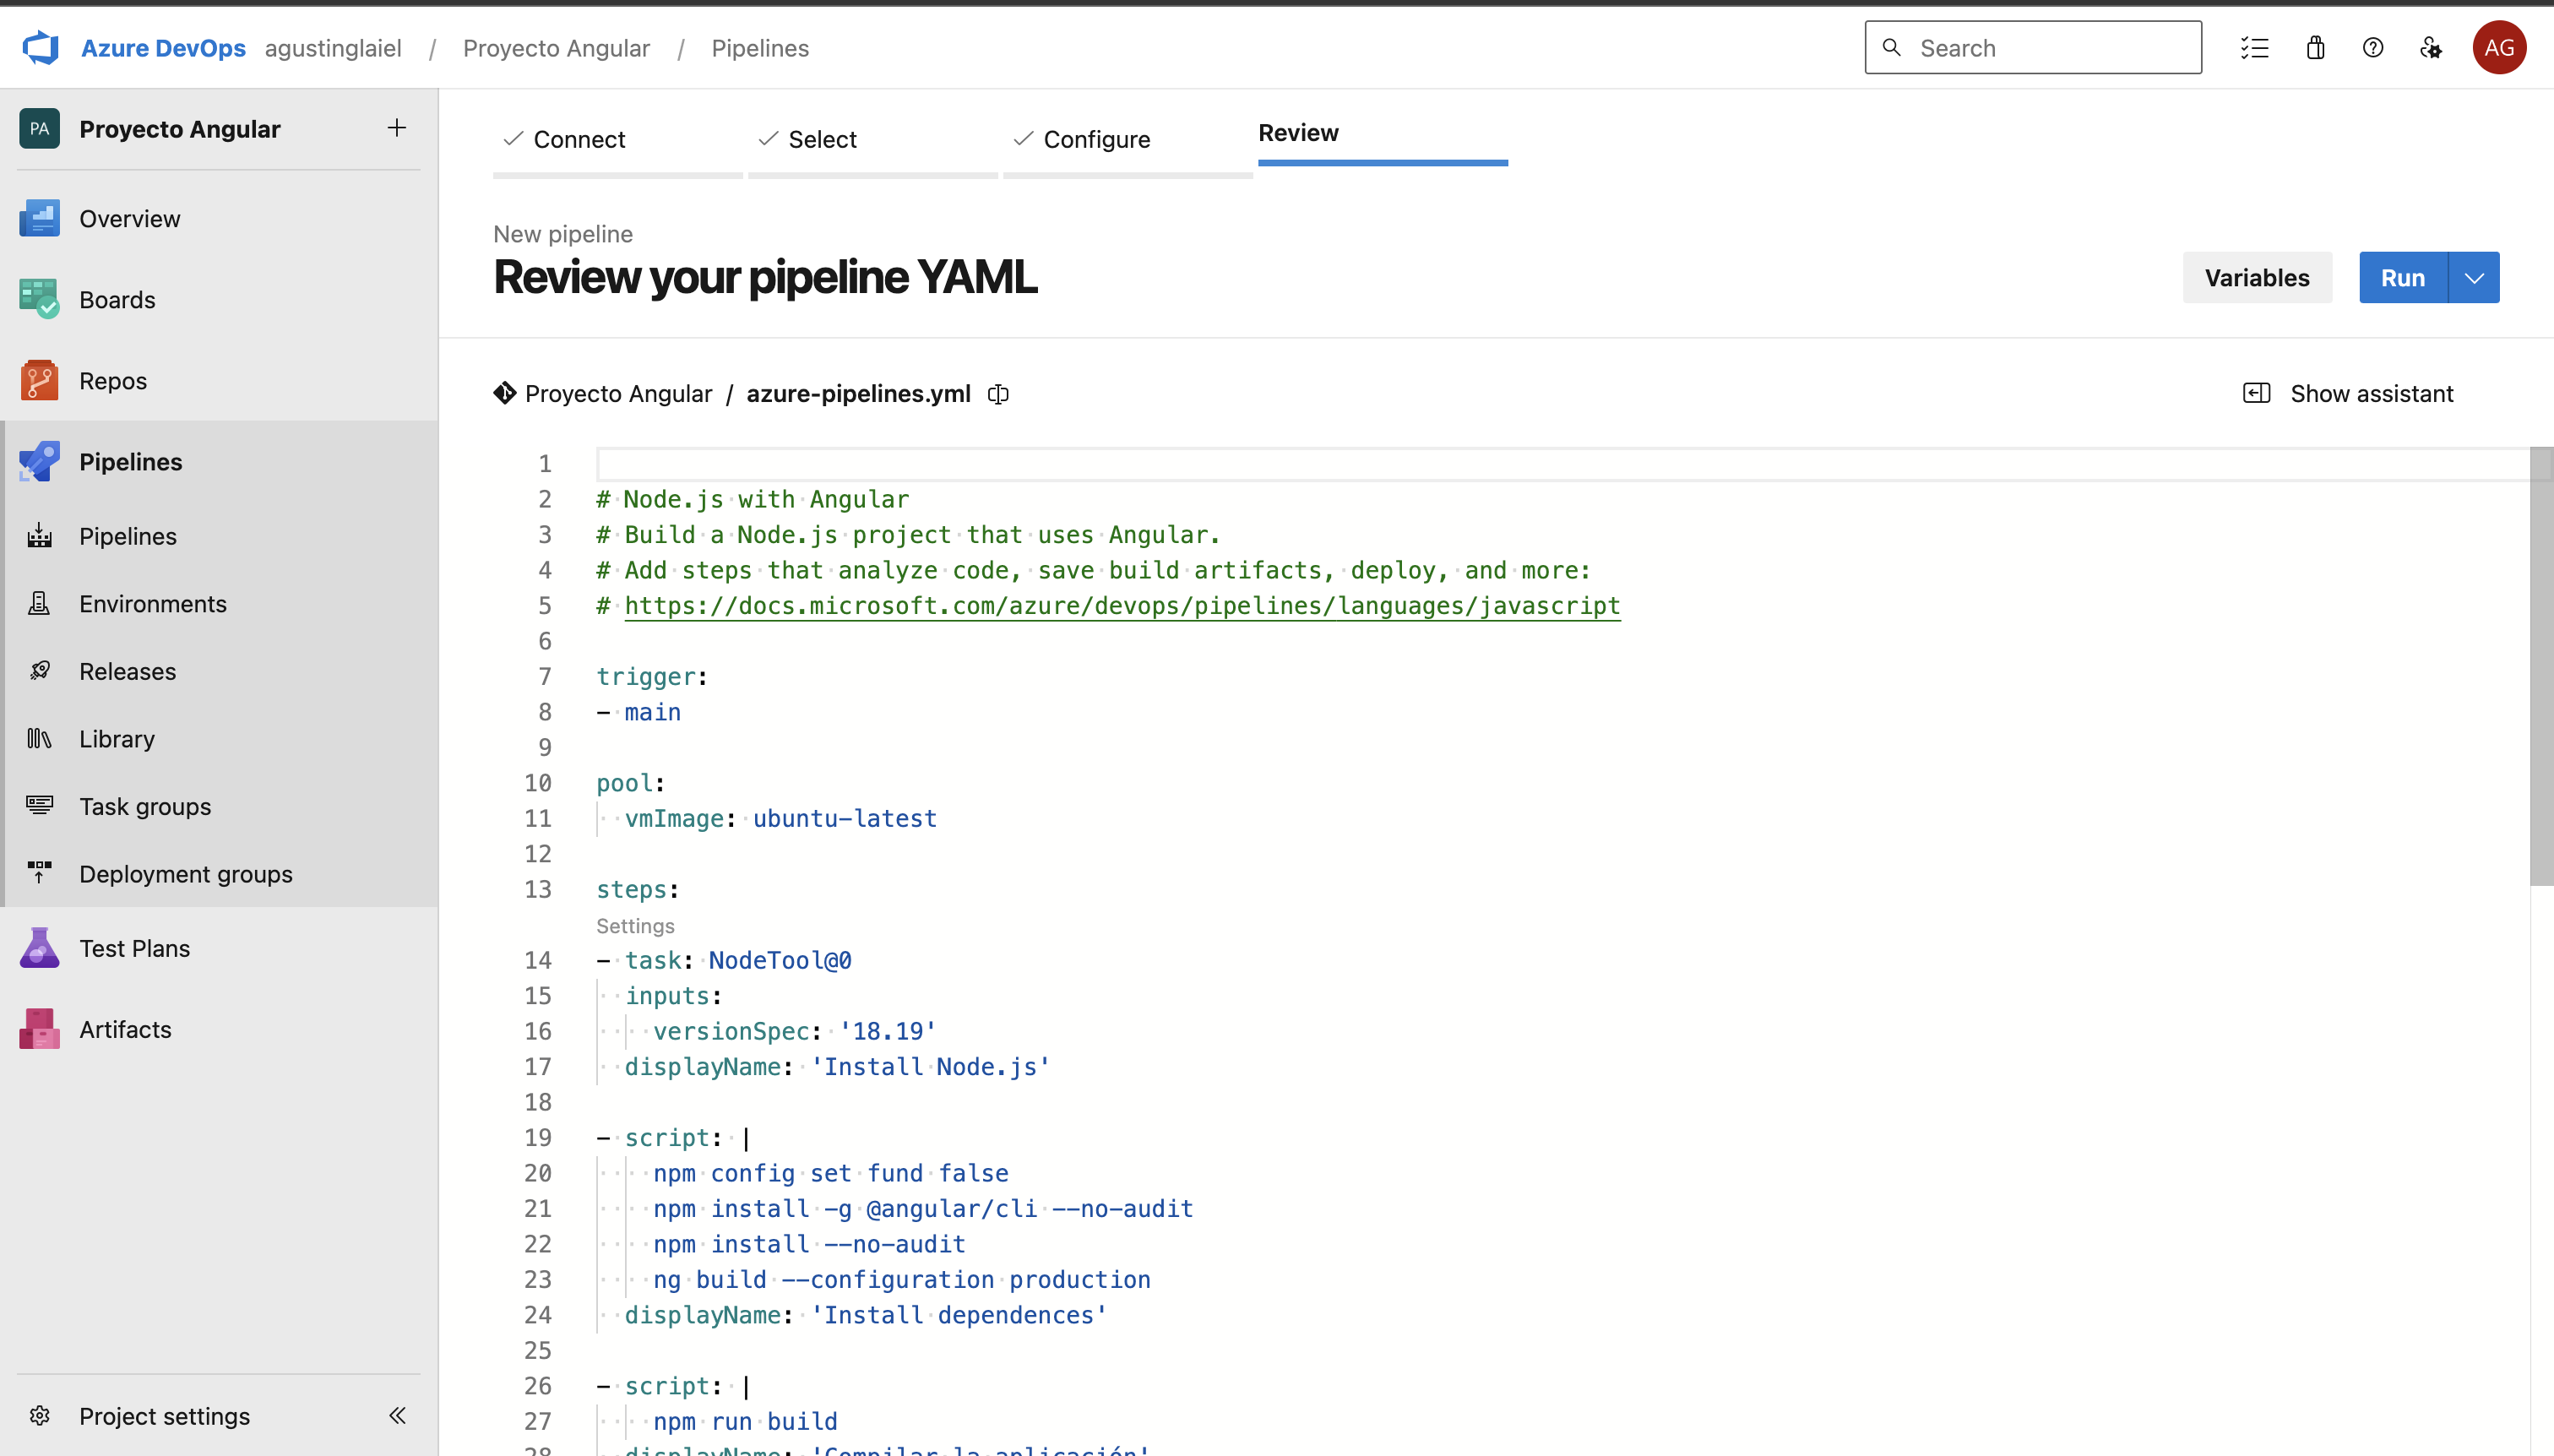 Azure DevOps agustinglaiel / Proyecto Angular / Pipelines
Search
AG
PA Proyecto Angular
Overview
Boards
Repos
Pipelines
Pipelines
Environments
Releases
Library
Task groups
Deployment groups
Test Plans
Artifacts
Project settings
Connect
Select
Configure
Review
New pipeline
Review your pipeline YAML
Variables
Run
Proyecto Angular / azure-pipelines.yml
Show assistant
1
2 # Node.js with Angular
3 # Build a Node.js project that uses Angular.
4 # Add steps that analyze code, save build artifacts, deploy, and more:
5 # https://docs.microsoft.com/azure/devops/pipelines/languages/javascript
6
7 trigger:
8 - main
9
10 pool:
11 vmImage: ubuntu-latest
12
13 steps:
Settings
14 - task: NodeTool@0
15 inputs:
16 versionSpec: '18.19'
17 displayName: 'Install Node.js'
18
19 - script: |
20 npm config set fund false
21 npm install -g @angular/cli --no-audit
22 npm install --no-audit
23 ng build --configuration production
24 displayName: 'Install dependences'
25
26 - script: |
27 npm run build
28 displayName: 'Compilar la aplicación'